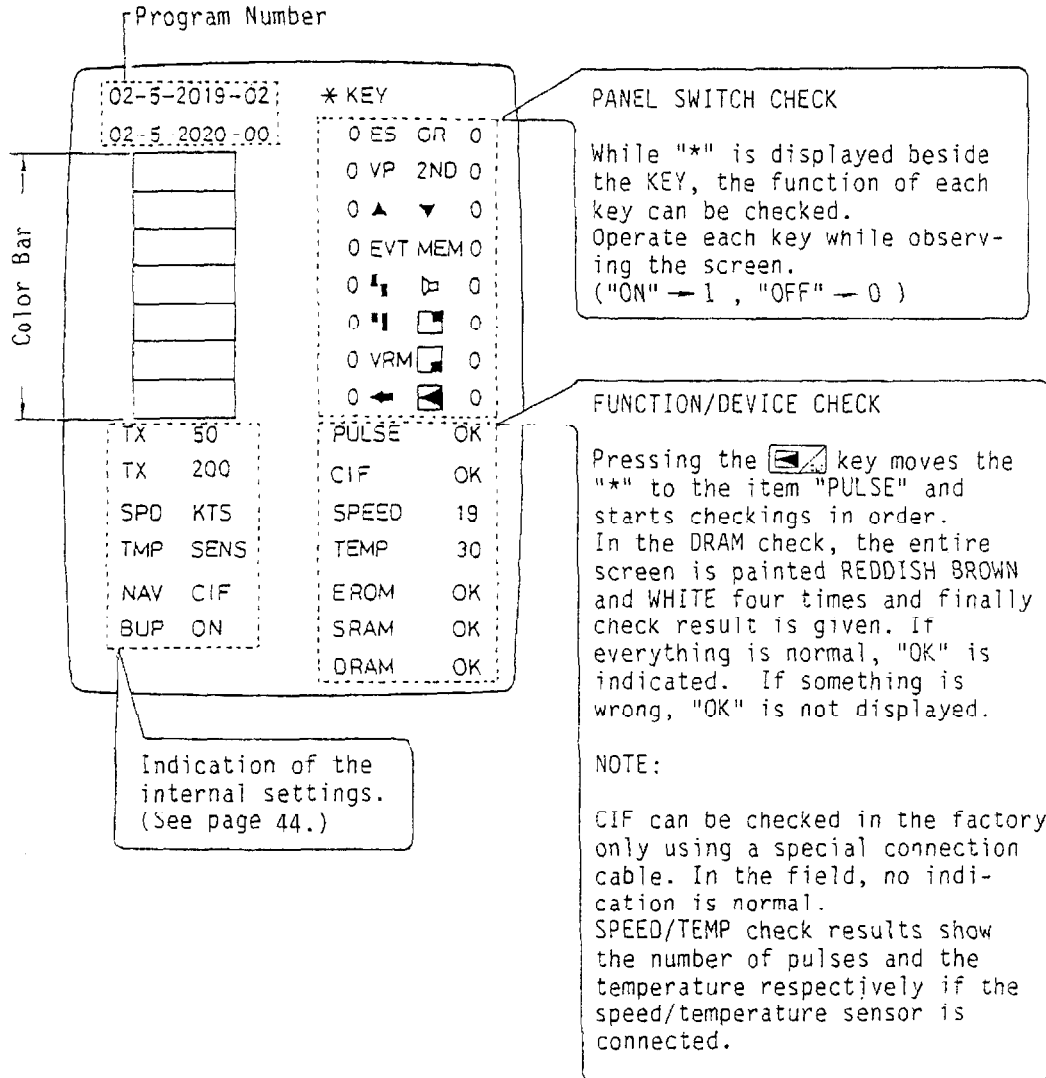 Program Number
02-5-2019-02
02-5-2020-00
Color Bar
* KEY
0 ES GR 0
0 VP 2ND 0
0 ▲ ▼ 0
0 EVT MEM 0
0 0
0 0
0 VRM 0
0 ← 0
TX 50
TX 200
SPD KTS
TMP SENS
NAV CIF
BUP ON
PULSE OK
CIF OK
SPEED 19
TEMP 30
EROM OK
SRAM OK
DRAM OK
Indication of the
internal settings.
(See page 44.)
PANEL SWITCH CHECK
While "*" is displayed beside
the KEY, the function of each
key can be checked.
Operate each key while observ-
ing the screen.
("ON" → 1 , "OFF" → 0 )
FUNCTION/DEVICE CHECK
Pressing the key moves the
"*" to the item "PULSE" and
starts checkings in order.
In the DRAM check, the entire
screen is painted REDDISH BROWN
and WHITE four times and finally
check result is given. If
everything is normal, "OK" is
indicated. If something is
wrong, "OK" is not displayed.
NOTE:
CIF can be checked in the factory
only using a special connection
cable. In the field, no indi-
cation is normal.
SPEED/TEMP check results show
the number of pulses and the
temperature respectively if the
speed/temperature sensor is
connected.